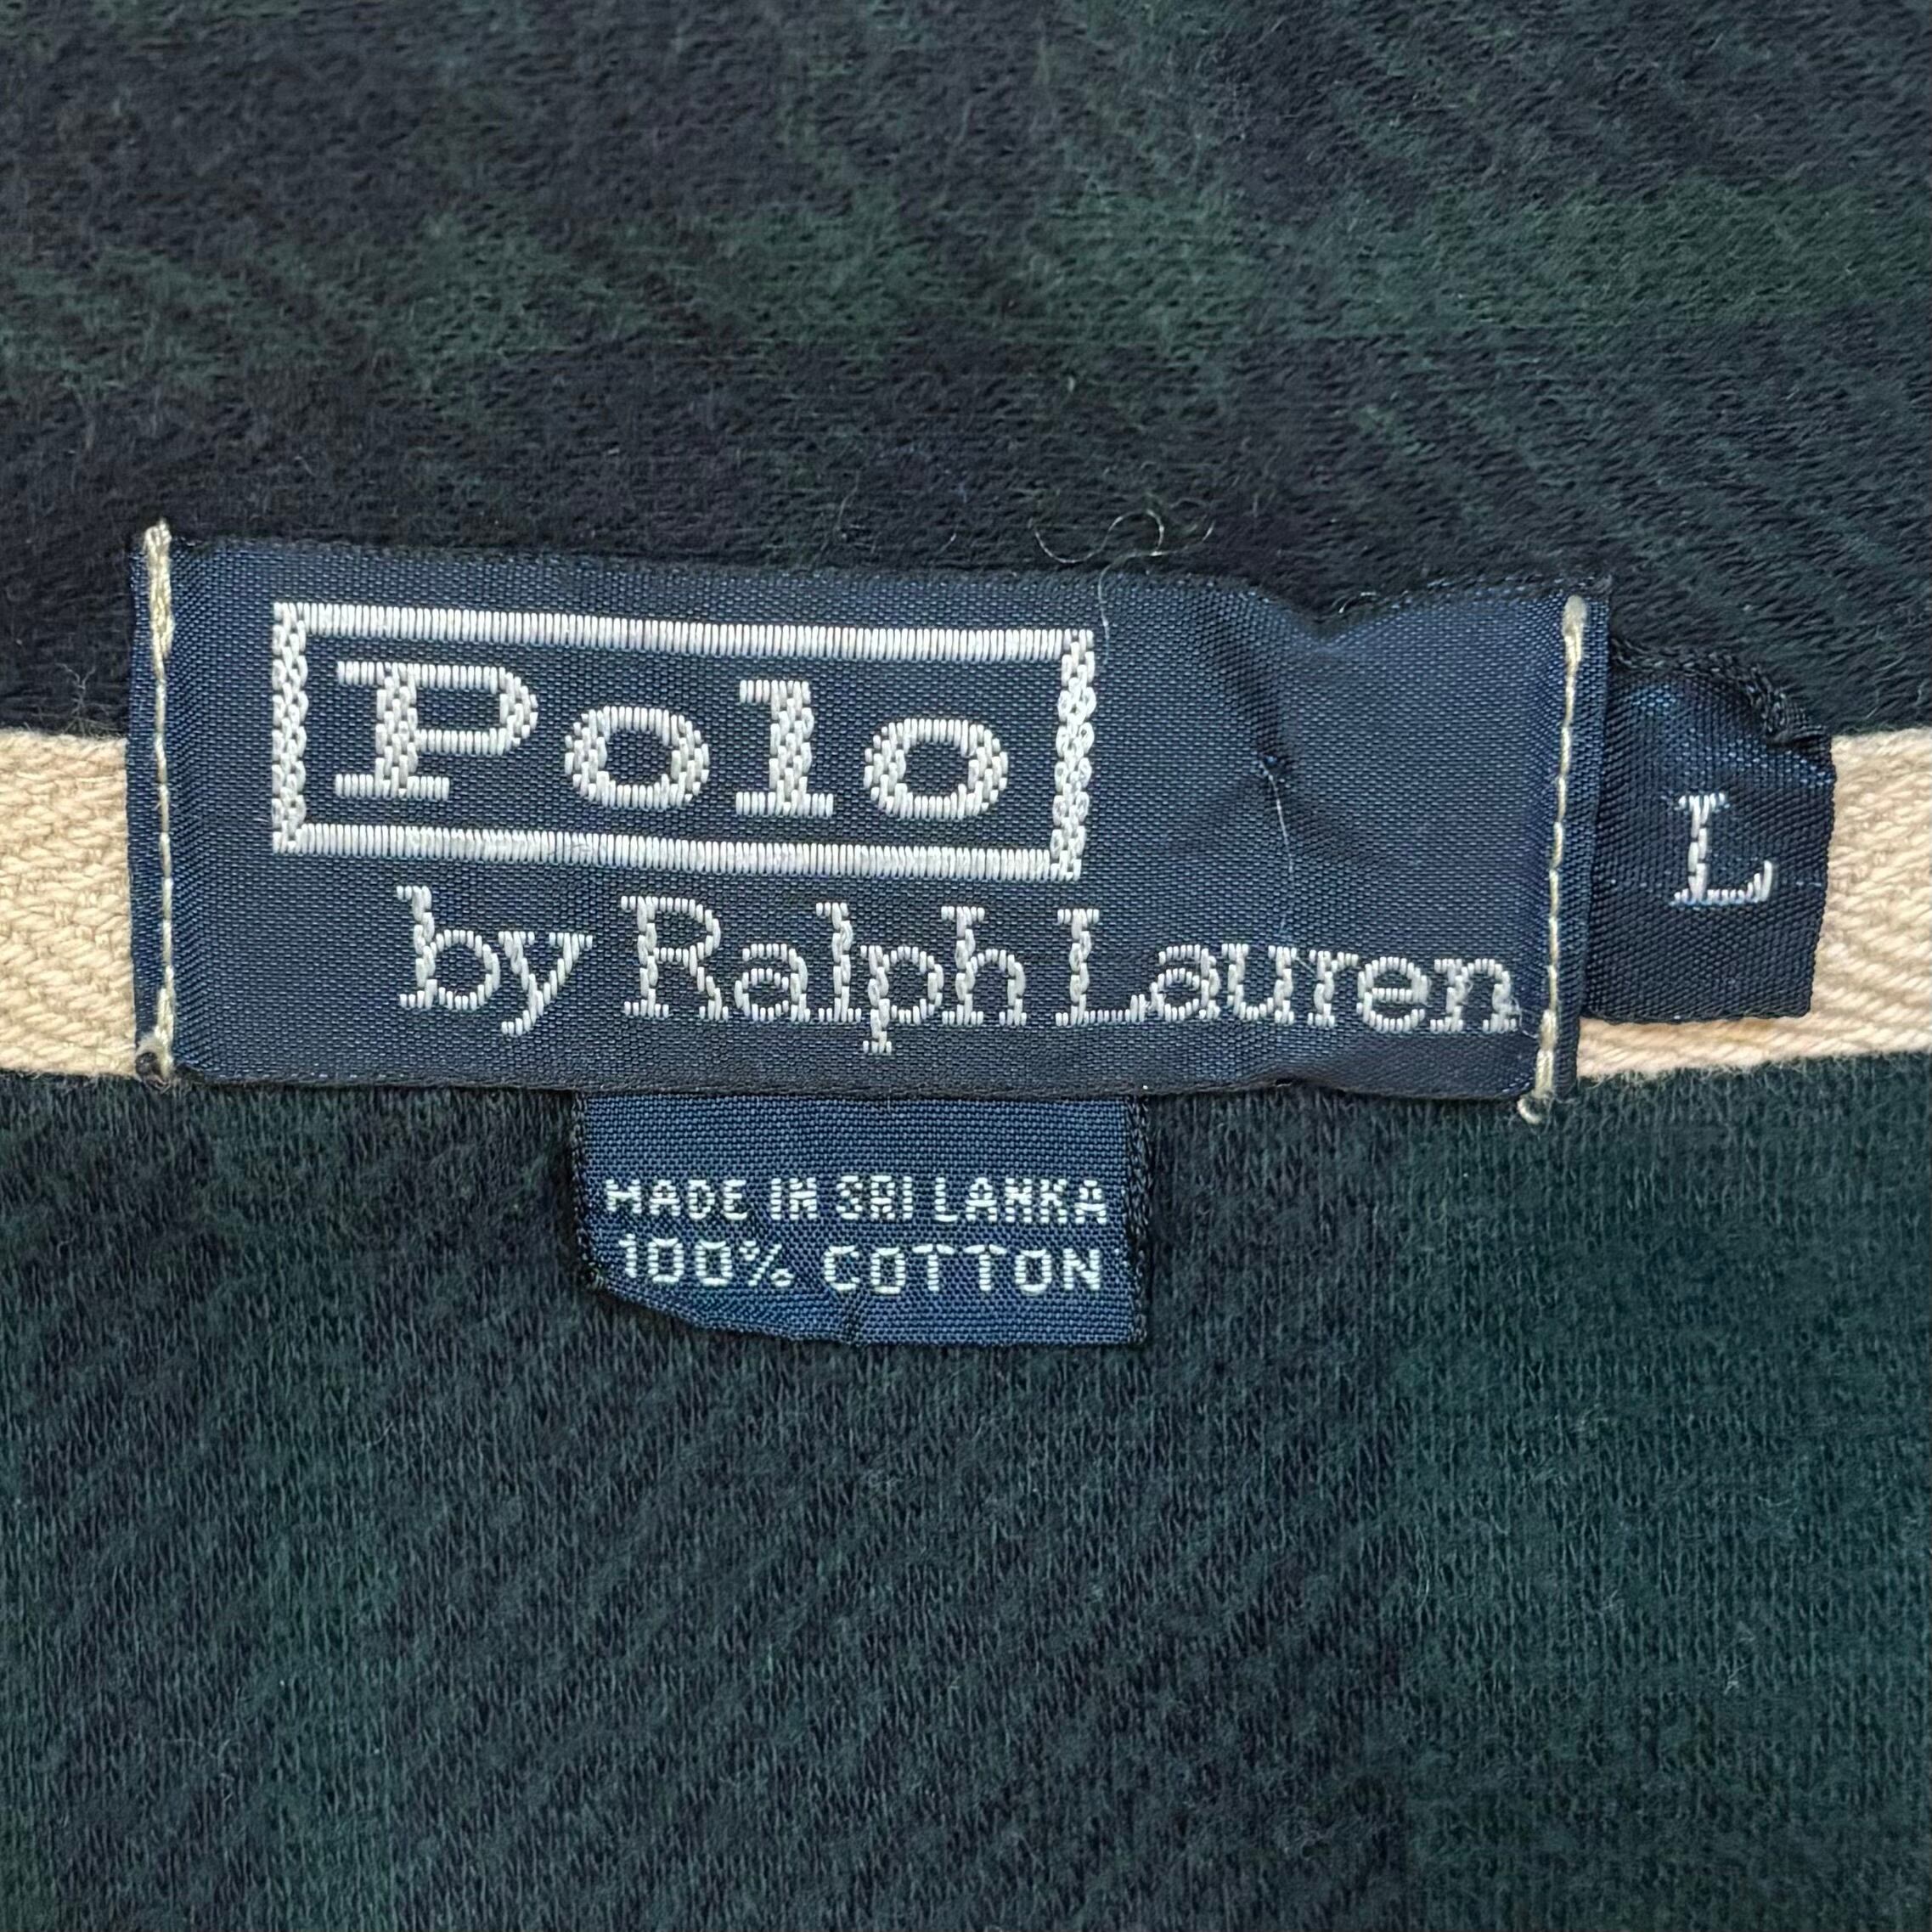 Polo
by Ralph Lauren
L
MADE IN SRI LANKA
100% COTTON